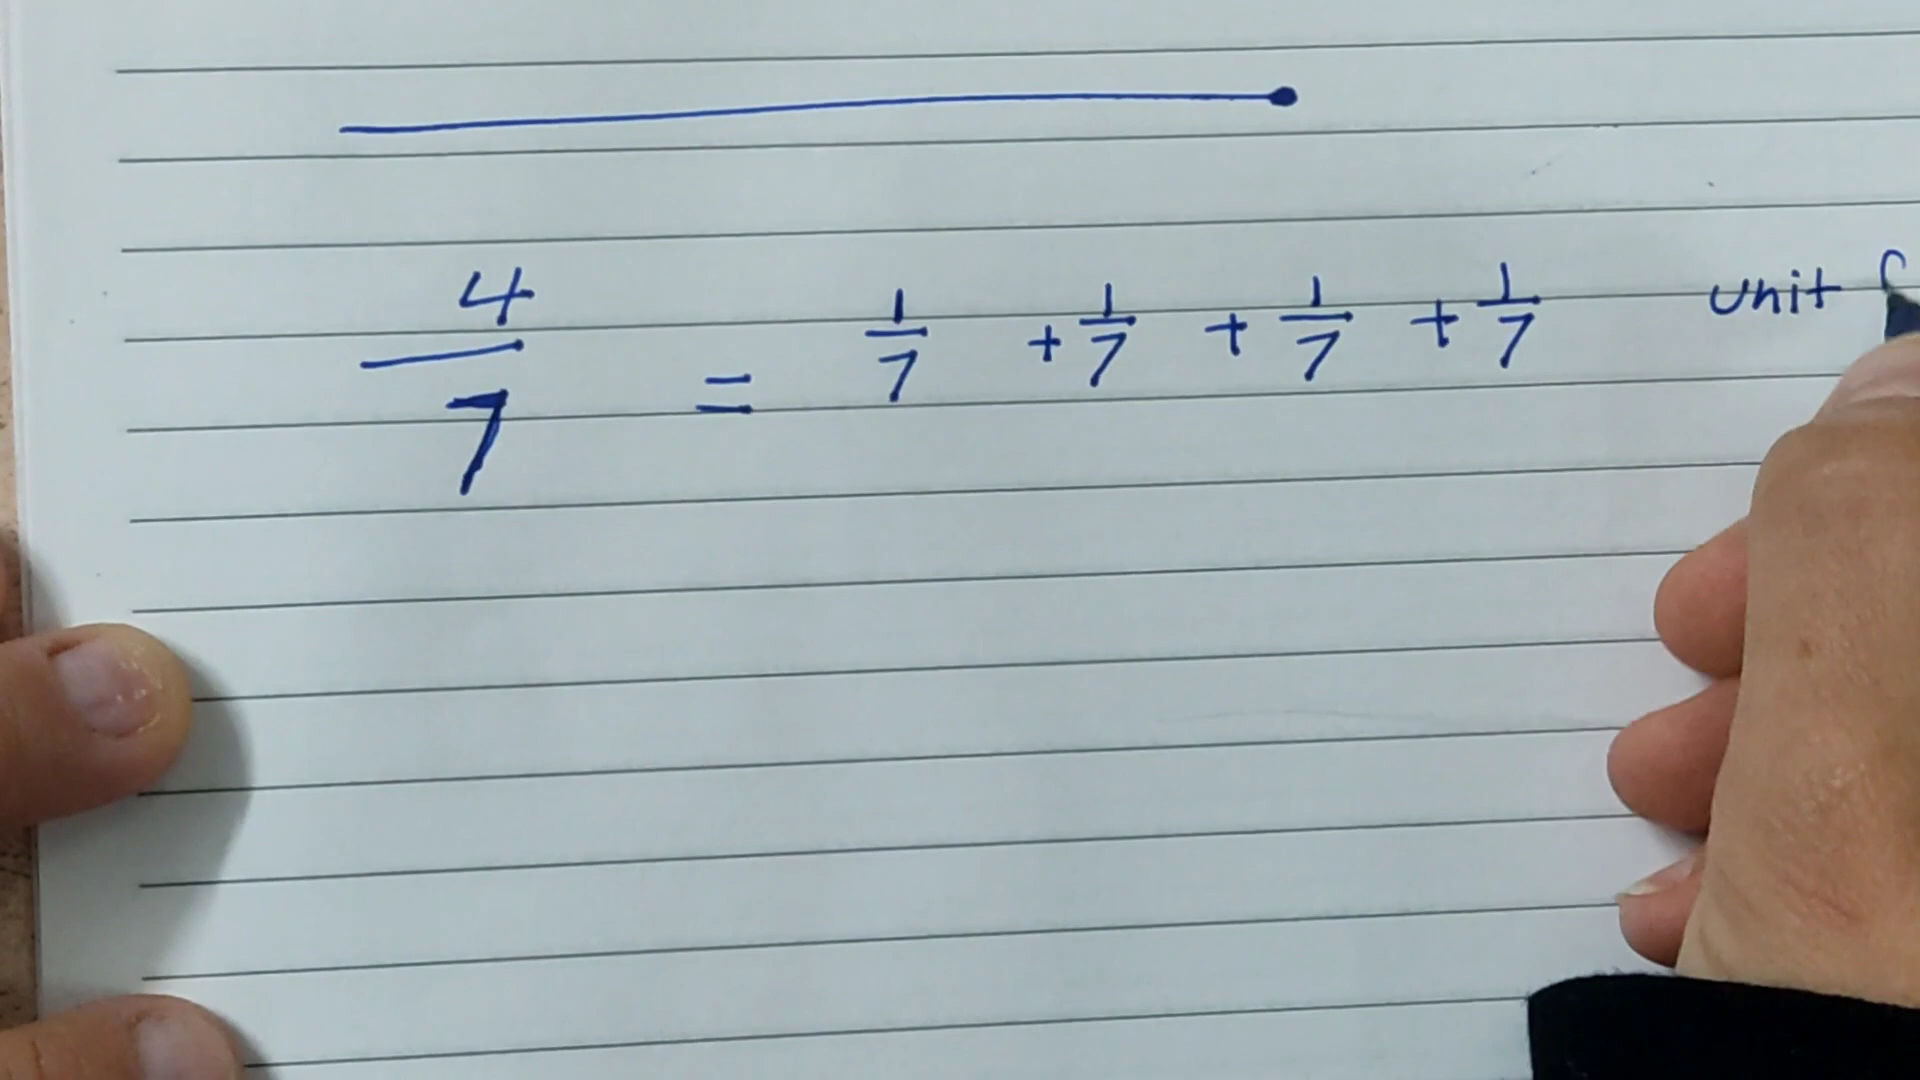 4/7 = 1/7 + 1/7 + 1/7 + 1/7 unit